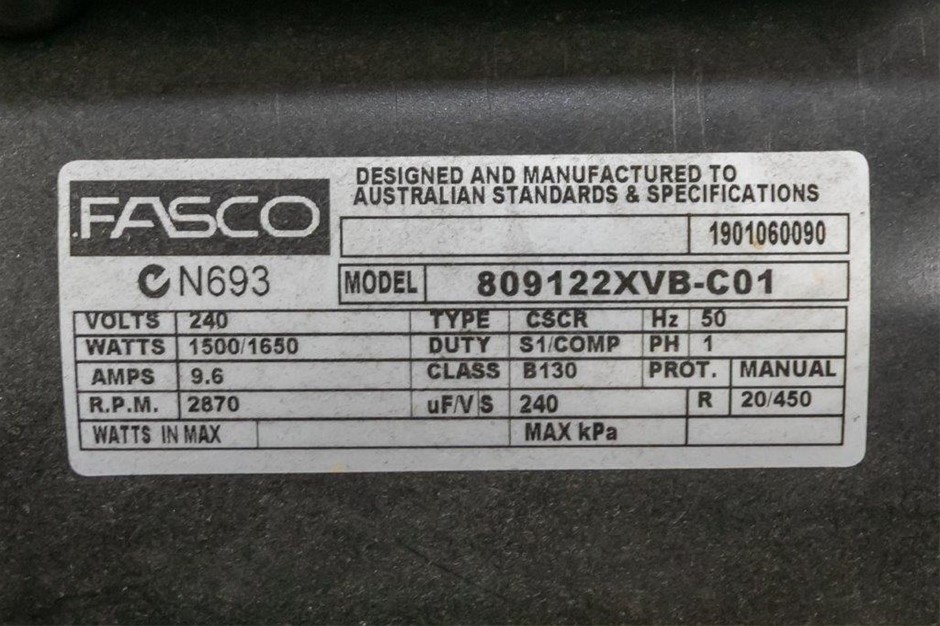 DESIGNED AND MANUFACTURED TO
AUSTRALIAN STANDARDS & SPECIFICATIONS
FASCO
1901060090
N693
MODEL 809122XVB-C01
VOLTS 240 TYPE CSCR Hz 50
WATTS 1500/1650 DUTY S1/COMP PH 1
AMPS 9.6 CLASS B130 PROT. MANUAL
R.P.M. 2870 uF/V S 240 R 20/450
WATTS IN MAX MAX kPa